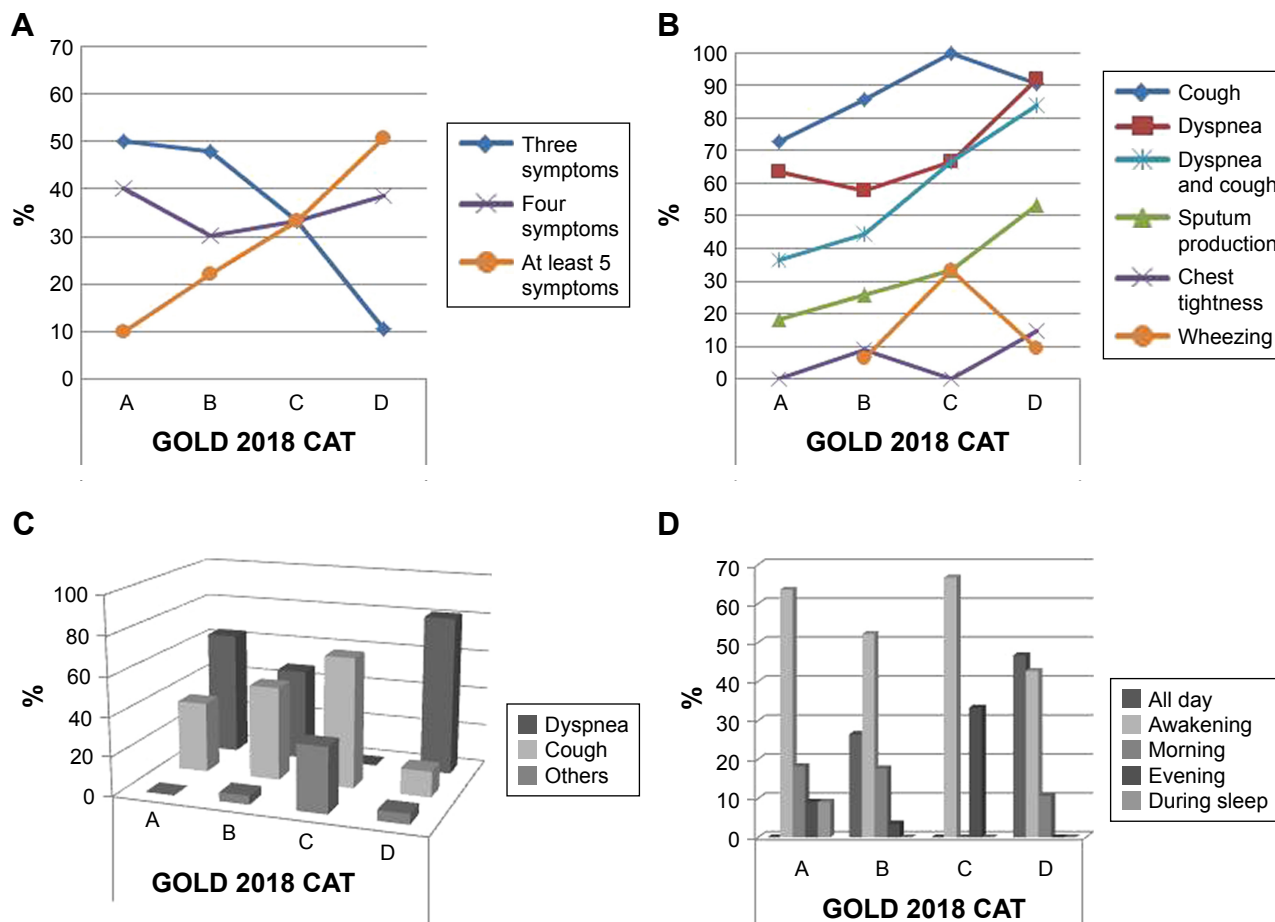 A
70
60
50
40
30
20
10
0
%
A B C D
GOLD 2018 CAT
Three
symptoms
Four
symptoms
At least 5
symptoms
B
100
90
80
70
60
50
40
30
20
10
0
%
A B C D
GOLD 2018 CAT
Cough
Dyspnea
Dyspnea
and cough
Sputum
production
Chest
tightness
Wheezing
C
100
80
60
40
20
0
%
A B C D
GOLD 2018 CAT
Dyspnea
Cough
Others
D
70
60
50
40
30
20
10
0
%
A B C D
GOLD 2018 CAT
All day
Awakening
Morning
Evening
During sleep